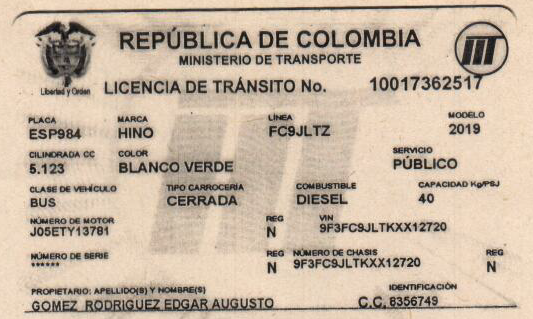 REPÚBLICA DE COLOMBIA
MINISTERIO DE TRANSPORTE
Libertad y Orden
LICENCIA DE TRÁNSITO No. 10017362517
PLACA MARCA LÍNEA MODELO
ESP984 HINO FC9JLTZ 2019
CILINDRADA CC COLOR SERVICIO
5.123 BLANCO VERDE PÚBLICO
CLASE DE VEHÍCULO TIPO CARROCERIA COMBUSTIBLE CAPACIDAD Kg/PSJ
BUS CERRADA DIESEL 40
NÚMERO DE MOTOR REG VIN
J05ETY13781 N 9F3FC9JLTKXX12720
NÚMERO DE SERIE REG NÚMERO DE CHASIS REG
****** N 9F3FC9JLTKXX12720 N
PROPIETARIO: APELLIDO(S) Y NOMBRE(S) IDENTIFICACIÓN
GOMEZ RODRIGUEZ EDGAR AUGUSTO C.C. 8356749